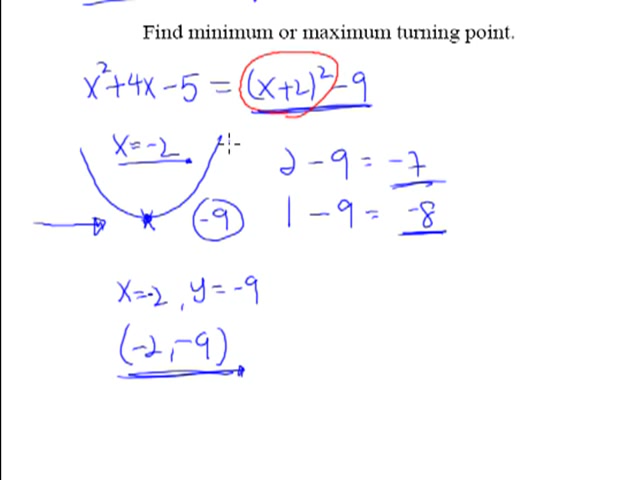 Find minimum or maximum turning point.
x²+4x-5 = (x+2)²-9
x=-2
2-9 = -7
-9
1-9 = -8
x=-2, y=-9
(-2,-9)